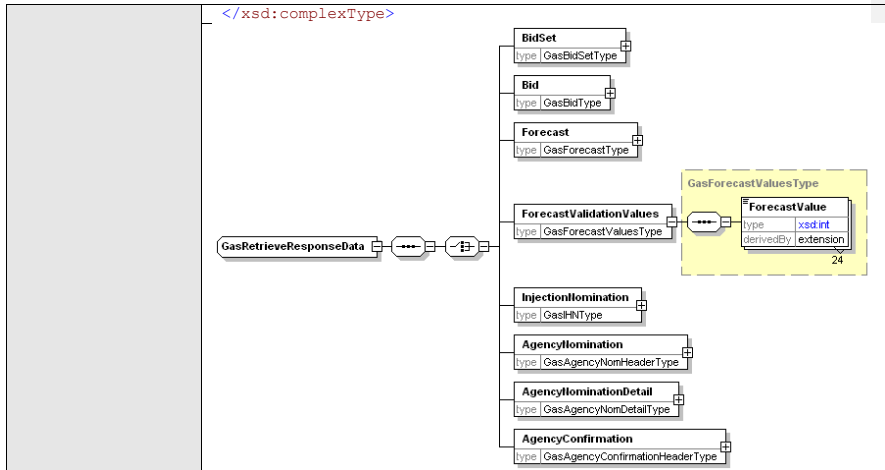 </xsd:complexType>
BidSet
type GasBidSetType
Bid
type GasBidType
Forecast
type GasForecastType
GasForecastValuesType
ForecastValue
type xsd:int
derivedBy extension
24
ForecastValidationValues
type GasForecastValuesType
GasRetrieveResponseData
InjectionNomination
type GasIHNType
AgencyNomination
type GasAgencyNomHeaderType
AgencyNominationDetail
type GasAgencyNomDetailType
AgencyConfirmation
type GasAgencyConfirmationHeaderType